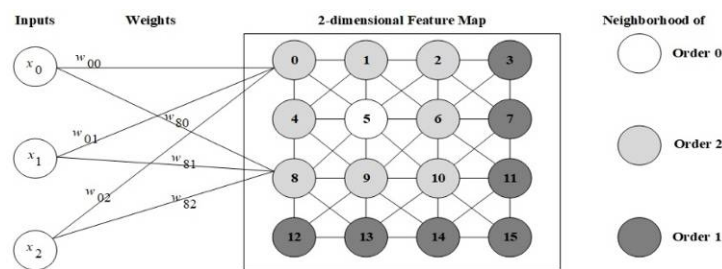 Inputs Weights 2-dimensional Feature Map Neighborhood of
x0 w00 0 1 2 3 Order 0
w01 w80 4 5 6 7
x1 w81 8 9 10 11 Order 2
w02 w82
x2 12 13 14 15 Order 1